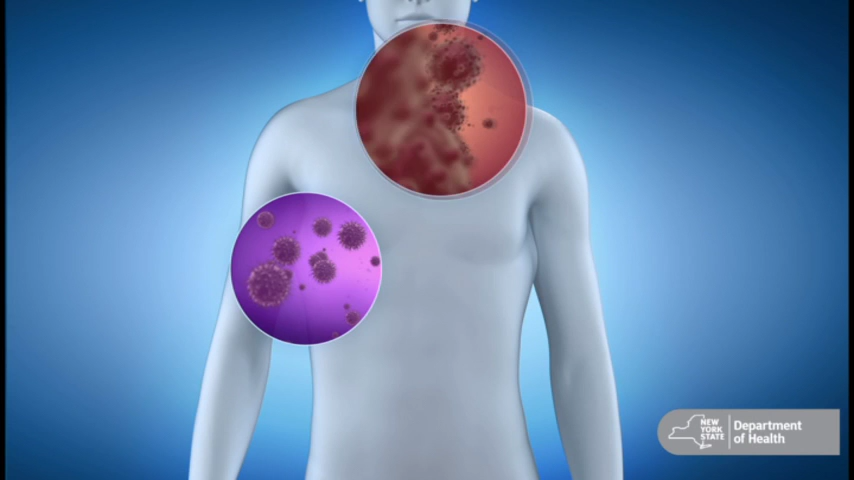 NEW
YORK
STATE
Department
of Health